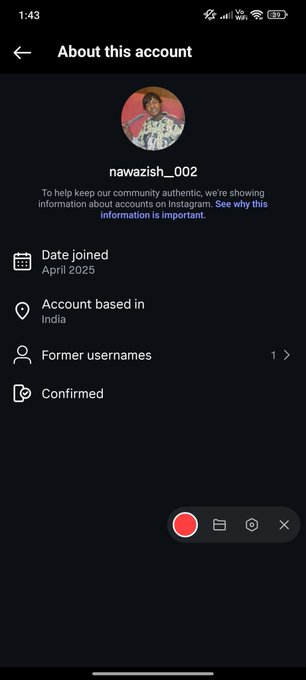 1:43
Vo
WiFi
39
About this account
nawazish_002
To help keep our community authentic, we're showing
information about accounts on Instagram. See why this
information is important.
Date joined
April 2025
Account based in
India
Former usernames
1
Confirmed